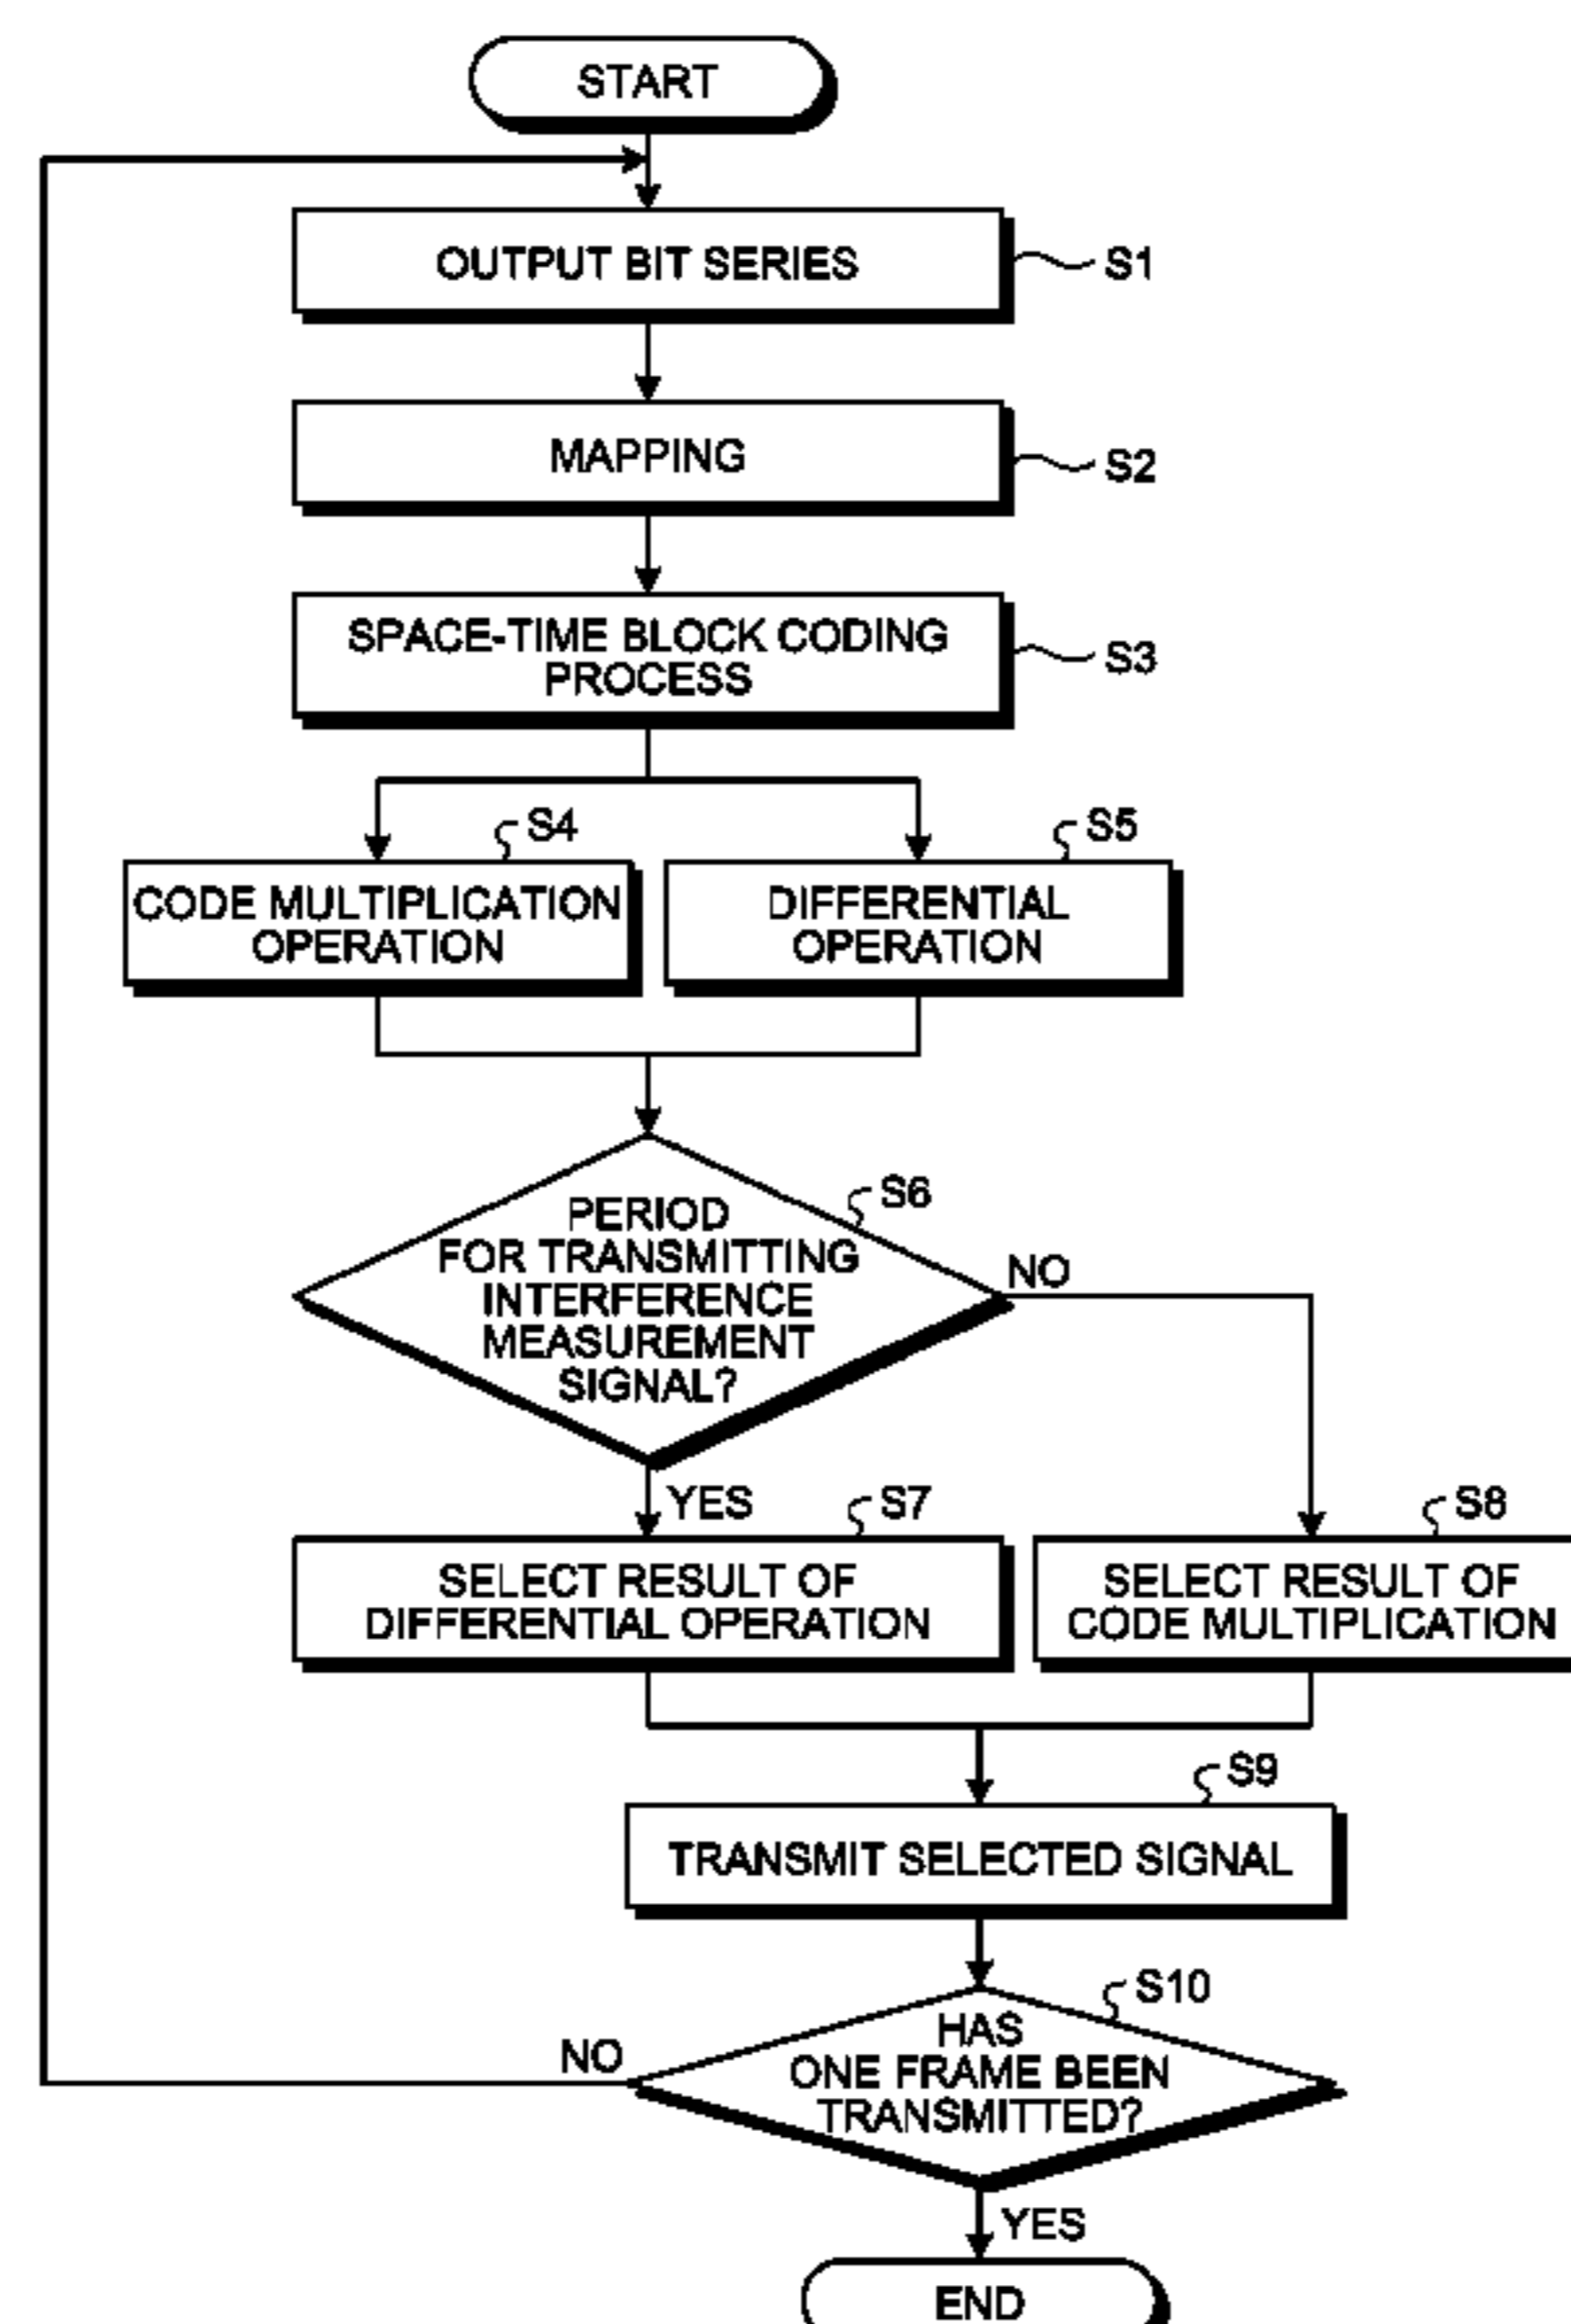 START
OUTPUT BIT SERIES
S1
MAPPING
S2
SPACE-TIME BLOCK CODING
PROCESS
S3
S4
CODE MULTIPLICATION
OPERATION
S5
DIFFERENTIAL
OPERATION
S6
PERIOD
FOR TRANSMITTING
INTERFERENCE
MEASUREMENT
SIGNAL?
NO
YES
S7
SELECT RESULT OF
DIFFERENTIAL OPERATION
S8
SELECT RESULT OF
CODE MULTIPLICATION
S9
TRANSMIT SELECTED SIGNAL
S10
HAS
ONE FRAME BEEN
TRANSMITTED?
NO
YES
END